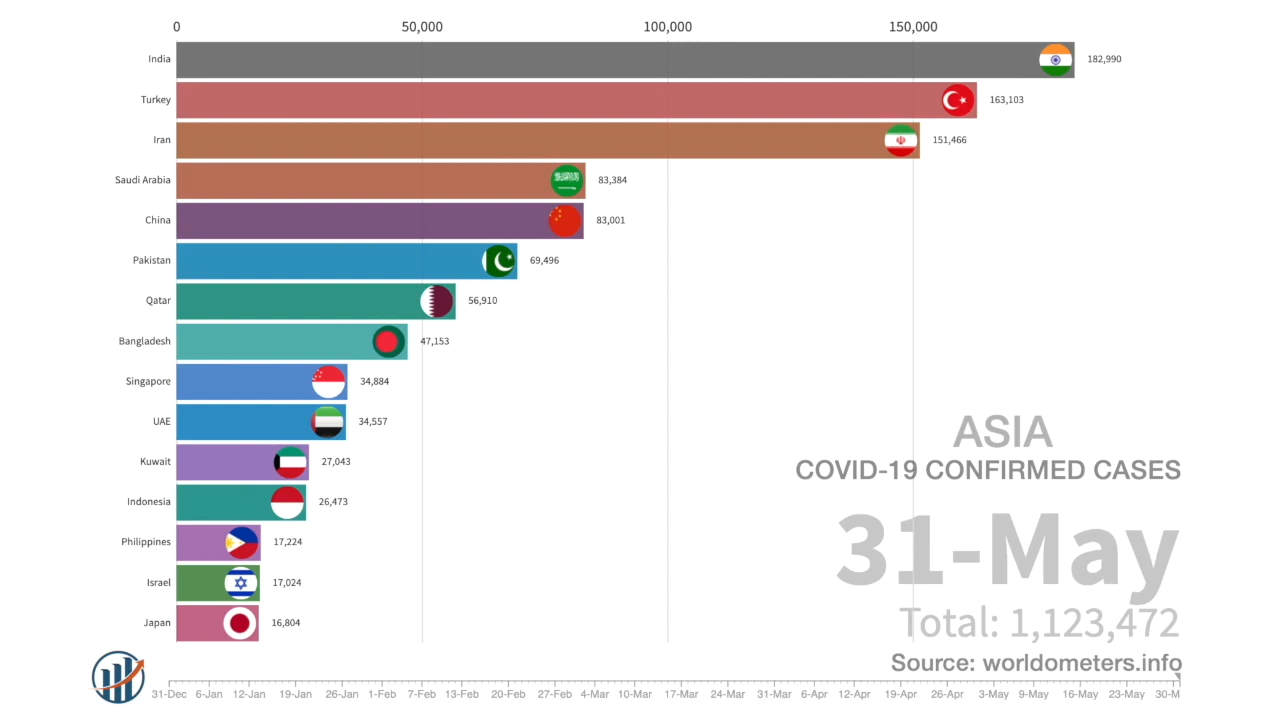 0 50,000 100,000 150,000
India 182,990
Turkey 163,103
Iran 151,466
Saudi Arabia 83,384
China 83,001
Pakistan 69,496
Qatar 56,910
Bangladesh 47,153
Singapore 34,884
UAE 34,557
Kuwait 27,043
Indonesia 26,473
Philippines 17,224
Israel 17,024
Japan 16,804
ASIA
COVID-19 CONFIRMED CASES
31-May
Total: 1,123,472
Source: worldometers.info
31-Dec 6-Jan 12-Jan 19-Jan 26-Jan 1-Feb 7-Feb 13-Feb 20-Feb 27-Feb 4-Mar 10-Mar 17-Mar 24-Mar 31-Mar 6-Apr 12-Apr 19-Apr 26-Apr 3-May 9-May 16-May 23-May 30-M